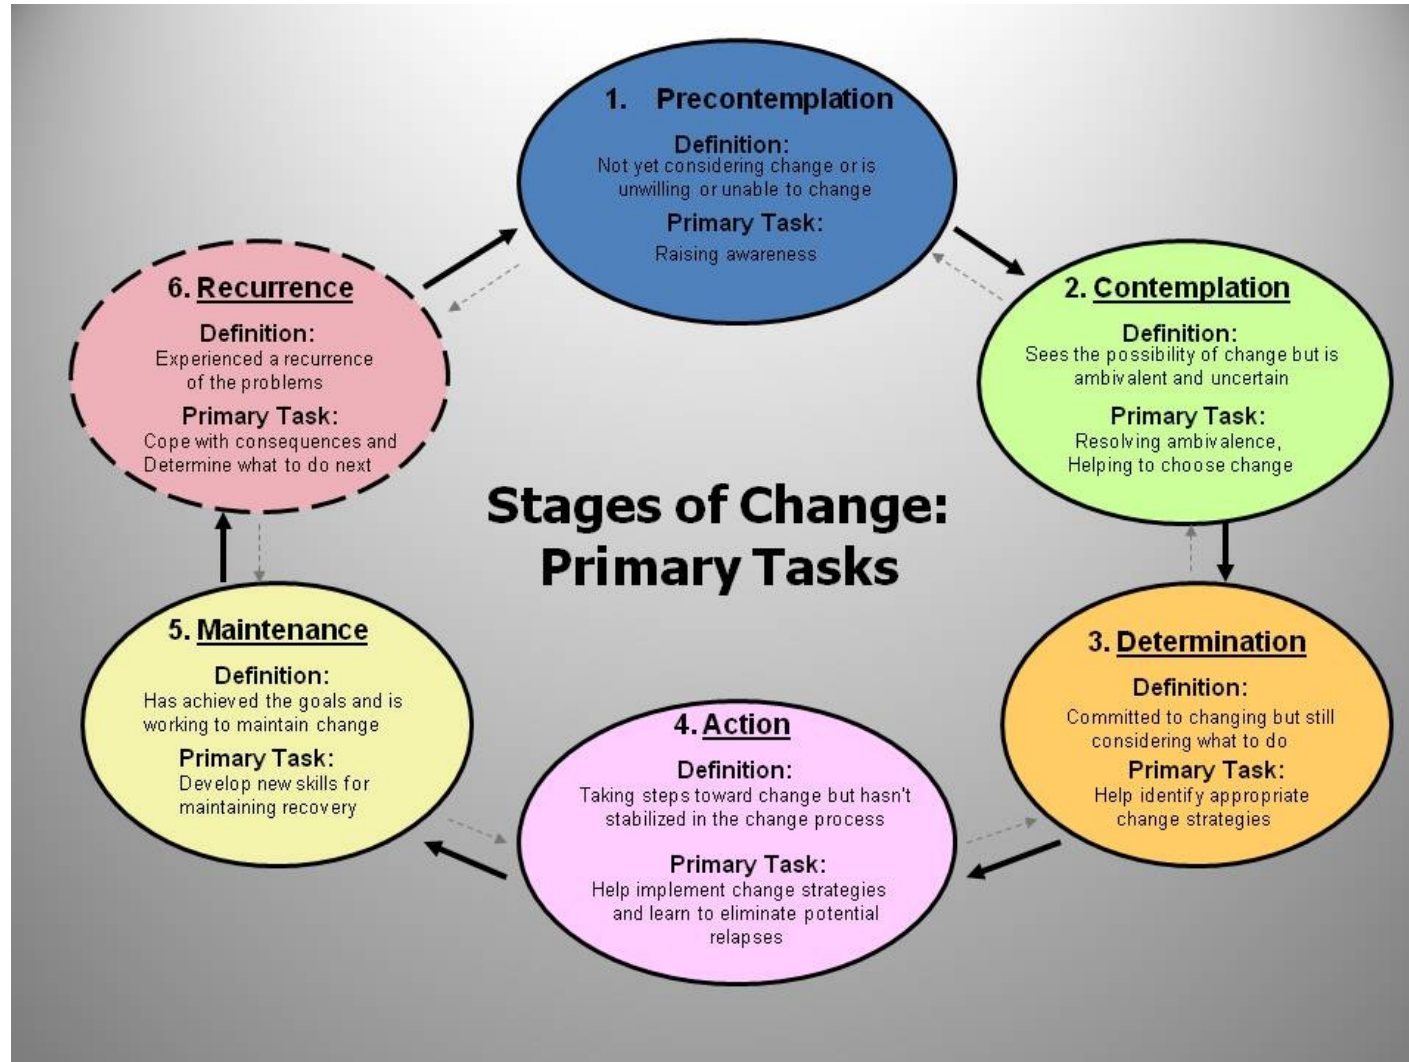 1. Precontemplation
Definition:
Not yet considering change or is
unwilling or unable to change
Primary Task:
Raising awareness
2. Contemplation
Definition:
Sees the possibility of change but is
ambivalent and uncertain
Primary Task:
Resolving ambivalence,
Helping to choose change
3. Determination
Definition:
Committed to changing but still
considering what to do
Primary Task:
Help identify appropriate
change strategies
4. Action
Definition:
Taking steps toward change but hasn't
stabilized in the change process
Primary Task:
Help implement change strategies
and learn to eliminate potential
relapses
5. Maintenance
Definition:
Has achieved the goals and is
working to maintain change
Primary Task:
Develop new skills for
maintaining recovery
6. Recurrence
Definition:
Experienced a recurrence
of the problems
Primary Task:
Cope with consequences and
Determine what to do next
Stages of Change:
Primary Tasks